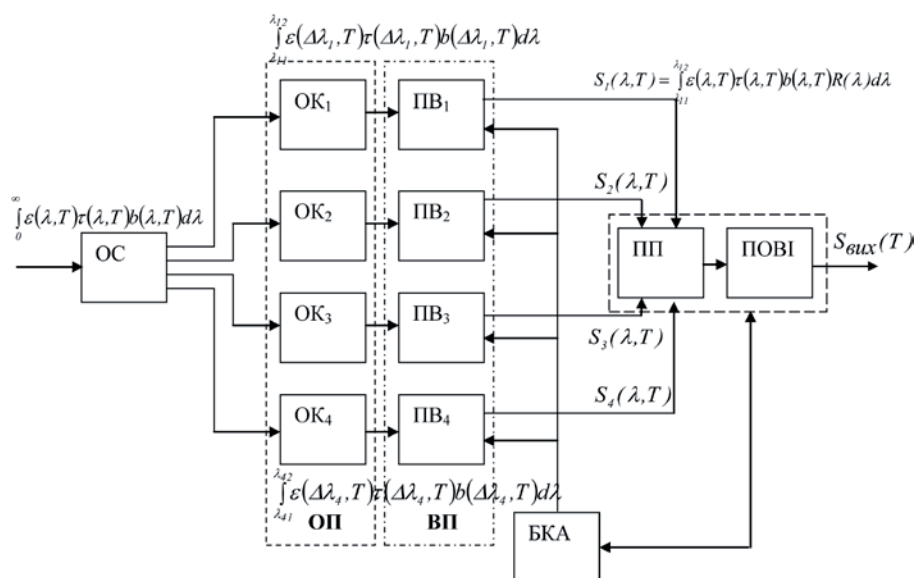 ∫_{λ₁₁}^{λ₁₂} ε(Δλ₁,T)τ(Δλ₁,T)b(Δλ₁,T)dλ
S₁(λ,T) = ∫_{λ₁₁}^{λ₁₂} ε(λ,T)τ(λ,T)b(λ,T)R(λ)dλ
ОК₁
ПВ₁
S₂(λ,T)
∫_{0}^{∞} ε(λ,T)τ(λ,T)b(λ,T)dλ
ОК₂
ПВ₂
ОС
ПП
ПОВІ
Sвих(T)
ОК₃
ПВ₃
S₃(λ,T)
S₄(λ,T)
ОК₄
ПВ₄
∫_{λ₄₁}^{λ₄₂} ε(Δλ₄,T)τ(Δλ₄,T)b(Δλ₄,T)dλ
ОП
ВП
БКА